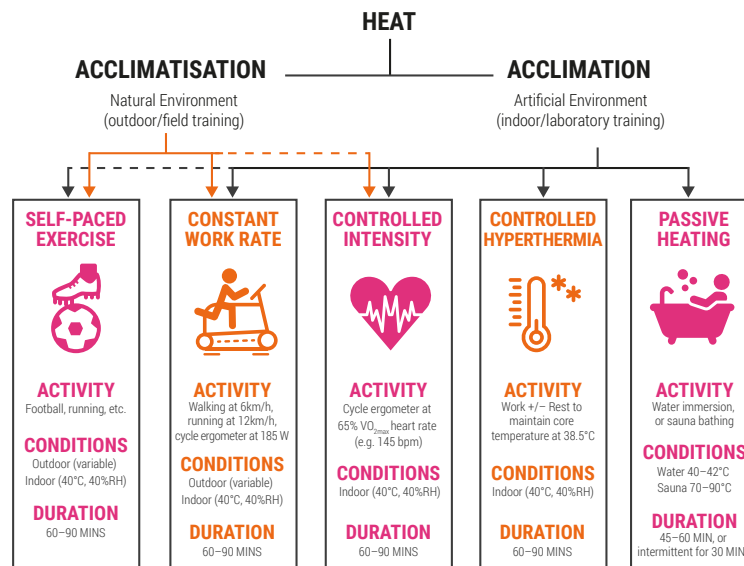 HEAT
ACCLIMATISATION
Natural Environment
(outdoor/field training)
ACCLIMATION
Artificial Environment
(indoor/laboratory training)
SELF-PACED
EXERCISE
ACTIVITY
Football, running, etc.
CONDITIONS
Outdoor (variable)
Indoor (40°C, 40%RH)
DURATION
60–90 MINS
CONSTANT
WORK RATE
ACTIVITY
Walking at 6km/h,
running at 12km/h,
cycle ergometer at 185 W
CONDITIONS
Outdoor (variable)
Indoor (40°C, 40%RH)
DURATION
60–90 MINS
CONTROLLED
INTENSITY
ACTIVITY
Cycle ergometer at
65% VO2max heart rate
(e.g. 145 bpm)
CONDITIONS
Indoor (40°C, 40%RH)
DURATION
60–90 MINS
CONTROLLED
HYPERTHERMIA
ACTIVITY
Work +/– Rest to
maintain core
temperature at 38.5°C
CONDITIONS
Indoor (40°C, 40%RH)
DURATION
60–90 MINS
PASSIVE
HEATING
ACTIVITY
Water immersion,
or sauna bathing
CONDITIONS
Water 40–42°C
Sauna 70–90°C
DURATION
45–60 MIN, or
intermittent for 30 MIN